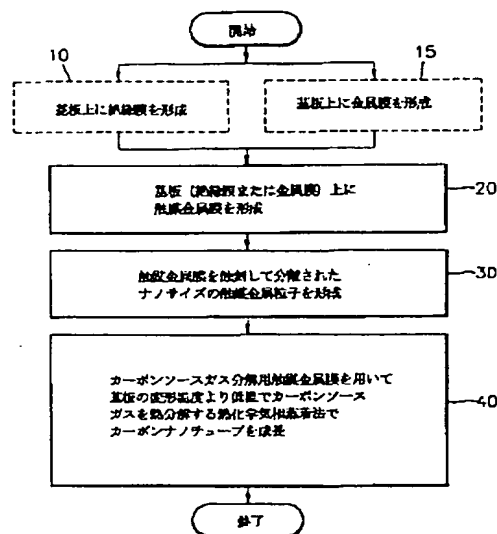 開始
10
15
基板上に絶縁膜を形成
基板上に金属膜を形成
基板（絶縁膜または金属膜）上に
触媒金属膜を形成
20
触媒金属膜を蝕刻して分離された
ナノサイズの触媒金属粒子を形成
30
カーボンソースガス分解用触媒金属膜を用いて
基板の変形温度より低温でカーボンソース
ガスを熱分解する熱化学気相蒸着法で
カーボンナノチューブを成長
40
終了